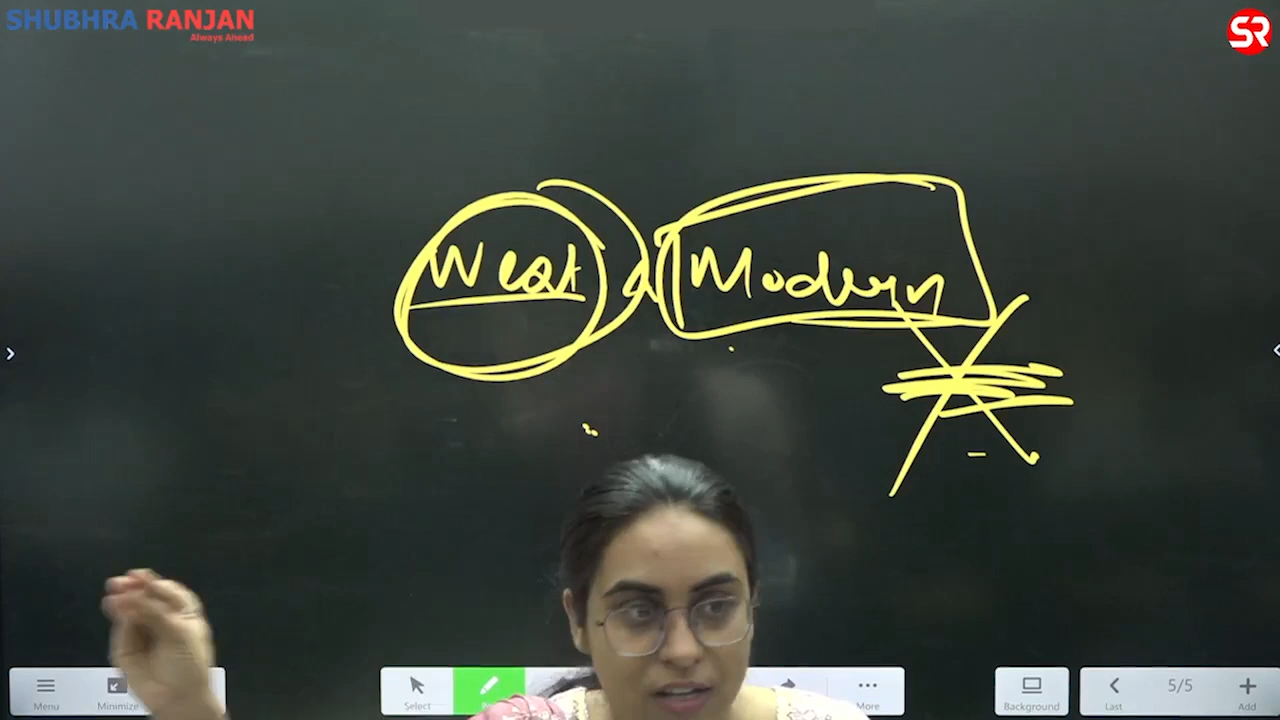 SHUBHRA RANJAN
Always Ahead
SR
West & Modern
Menu
Minimize
Select
More
Background
Last
5/5
Add